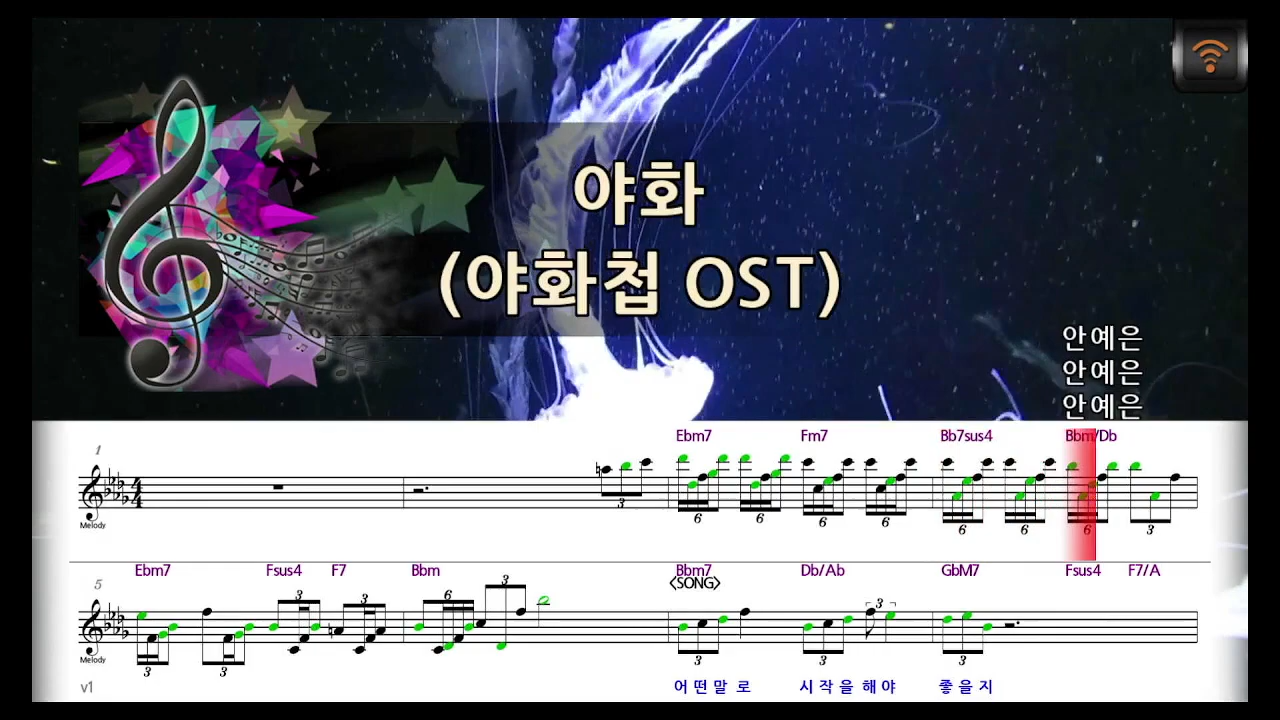 야화
(야화첩 OST)
안예은
안예은
안예은
1
Ebm7 Fm7 Bb7sus4 Bbm/Db
4
4
3
Melody
6 6 6 6 6 6 6 3
Ebm7 Fsus4 F7 Bbm Bbm7 Db/Ab GbM7 Fsus4 F7/A
<SONG>
5
3 3 6 3 3
Melody
3 3 3 3 3
v1
어떤말로 시작을해야 좋을지